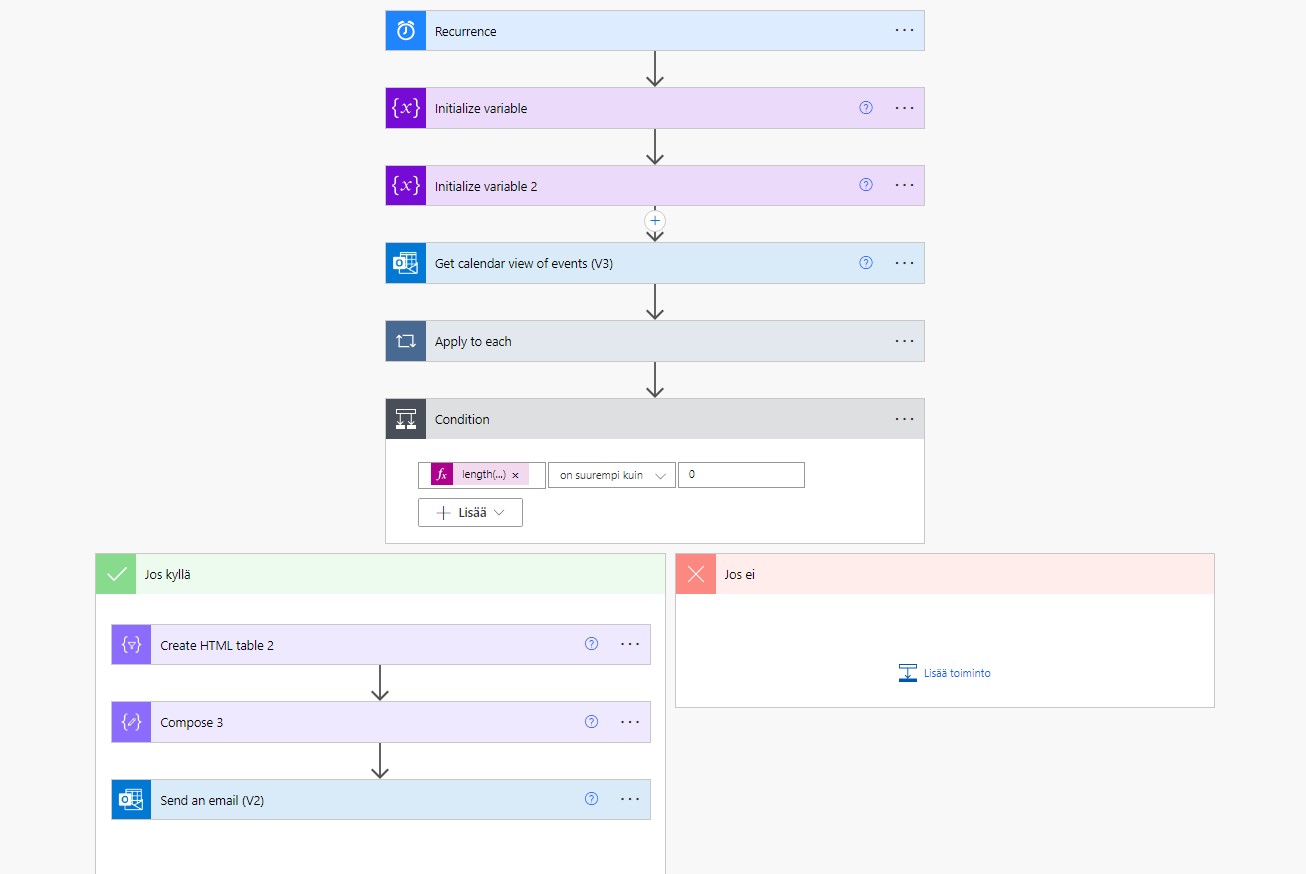 Recurrence
Initialize variable
Initialize variable 2
Get calendar view of events (V3)
Apply to each
Condition
length(...) on suurempi kuin 0
Lisää
Jos kyllä
Jos ei
Create HTML table 2
Lisää toiminto
Compose 3
Send an email (V2)